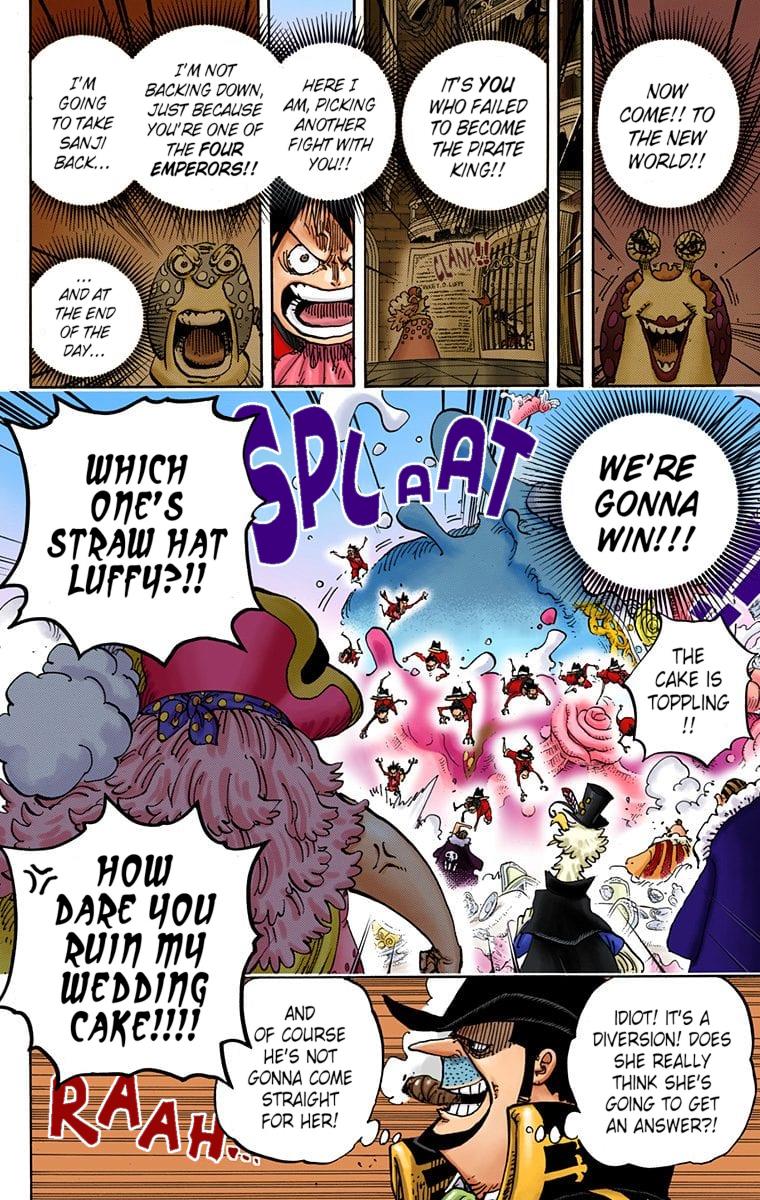 NOW
COME!! TO
THE NEW
WORLD!!
IT'S YOU
WHO FAILED
TO BECOME
THE PIRATE
KING!!
CLANK!!
HERE I
AM, PICKING
ANOTHER
FIGHT WITH
YOU!!
I'M NOT
BACKING DOWN,
JUST BECAUSE
YOU'RE ONE OF
THE FOUR
EMPERORS!!
I'M
GOING
TO TAKE
SANJI
BACK...
...
AND AT
THE END
OF THE
DAY...
WE'RE
GONNA
WIN!!!
SPLAAT
THE
CAKE IS
TOPPLING
!!
WHICH
ONE'S
STRAW HAT
LUFFY?!!
HOW
DARE YOU
RUIN MY
WEDDING
CAKE!!!!
IDIOT! IT'S A
DIVERSION! DOES
SHE REALLY
THINK SHE'S
GOING TO GET
AN ANSWER?!
AND
OF COURSE
HE'S NOT
GONNA COME
STRAIGHT
FOR HER!
RAAH...